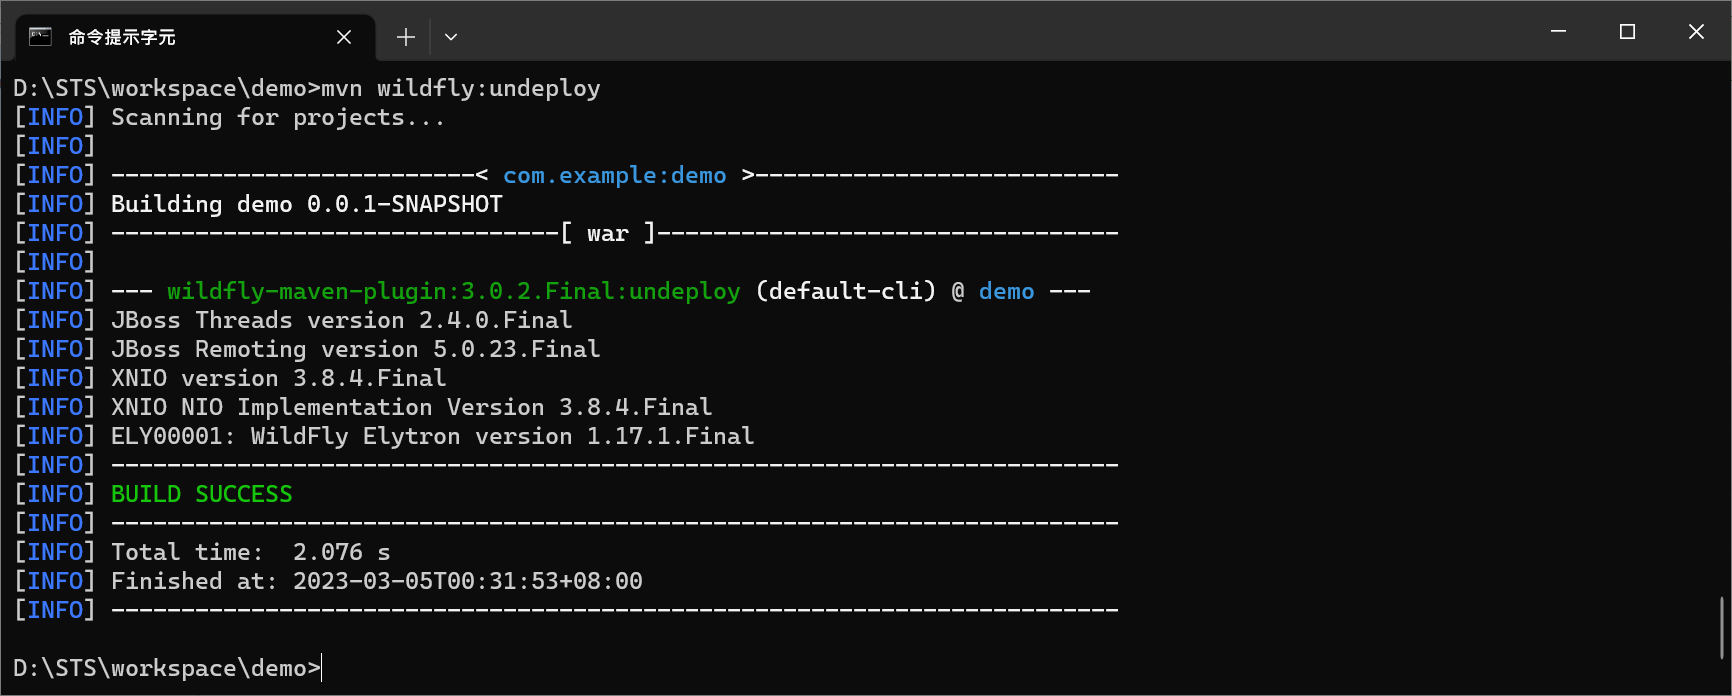 命令提示字元
D:\STS\workspace\demo>mvn wildfly:undeploy
[INFO] Scanning for projects...
[INFO]
[INFO] --------------------------< com.example:demo >--------------------------
[INFO] Building demo 0.0.1-SNAPSHOT
[INFO] --------------------------------[ war ]---------------------------------
[INFO]
[INFO] --- wildfly-maven-plugin:3.0.2.Final:undeploy (default-cli) @ demo ---
[INFO] JBoss Threads version 2.4.0.Final
[INFO] JBoss Remoting version 5.0.23.Final
[INFO] XNIO version 3.8.4.Final
[INFO] XNIO NIO Implementation Version 3.8.4.Final
[INFO] ELY00001: WildFly Elytron version 1.17.1.Final
[INFO] ------------------------------------------------------------------------
[INFO] BUILD SUCCESS
[INFO] ------------------------------------------------------------------------
[INFO] Total time:  2.076 s
[INFO] Finished at: 2023-03-05T00:31:53+08:00
[INFO] ------------------------------------------------------------------------
D:\STS\workspace\demo>